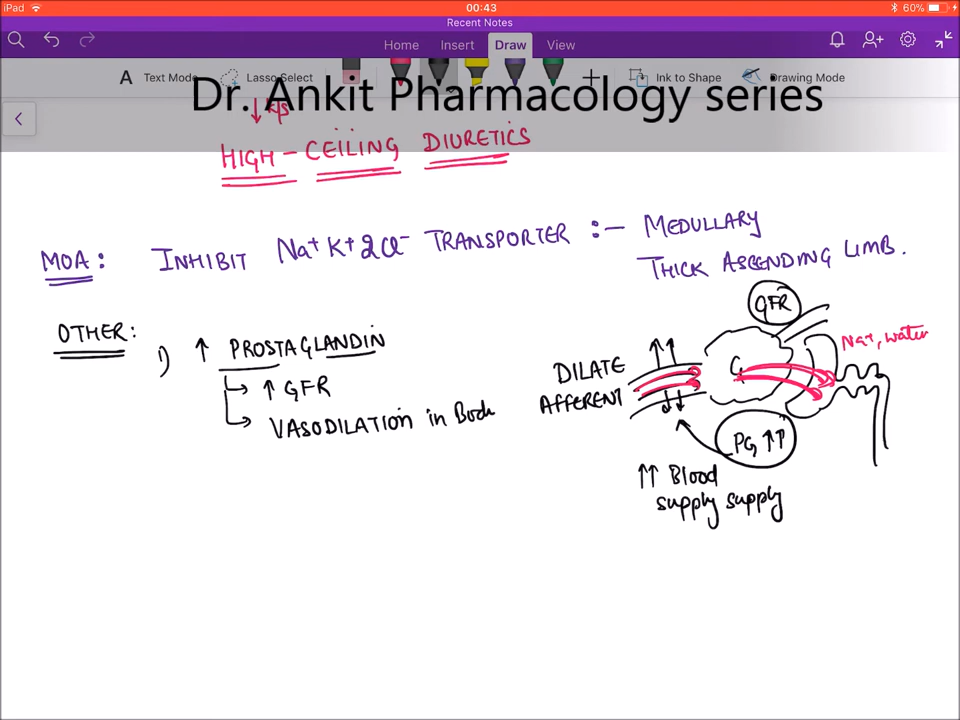 iPad 00:43 60%
Recent Notes
Home Insert Draw View
A Text Mode Lasso Select Ink to Shape Drawing Mode
Dr. Ankit Pharmacology series
HIGH - CEILING DIURETICS
MOA: INHIBIT Na+ K+ 2Cl- TRANSPORTER :- MEDULLARY
THICK ASCENDING LIMB.
OTHER:
1) ↑ PROSTAGLANDIN
↳ ↑ GFR
↳ VASODILATION in Body
GFR
Na+, water
DILATE
AFFERENT
G
PG ↑↑
↑↑ Blood
supply supply